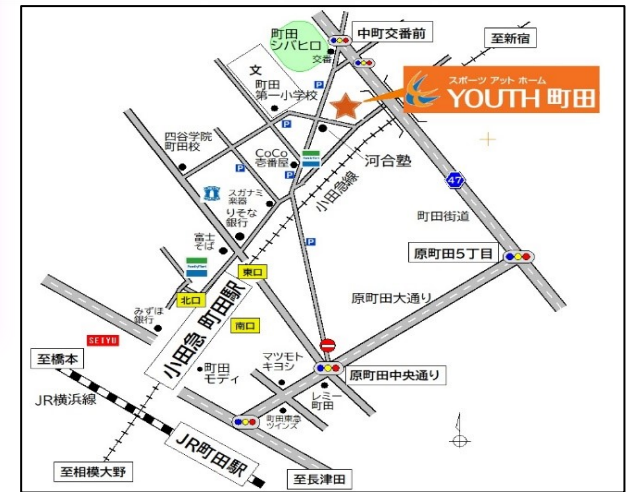 町田
シバヒロ
交番
中町交番前
至新宿
文
町田
第一小学校
スポーツ アット ホーム
YOUTH 町田
四谷学院
町田校
P
P
P
CoCo
壱番屋
河合塾
P
小田急線
47
町田街道
スガナミ
楽器
りそな
銀行
富士
そば
P
原町田5丁目
FamilyMart
東口
北口
南口
原町田大通り
みずほ
銀行
SEIYU
小田急 町田駅
至橋本
JR横浜線
町田
モディ
マツモト
キヨシ
原町田中央通り
レミー
町田
町田東急
ツインズ
JR町田駅
至相模大野
至長津田